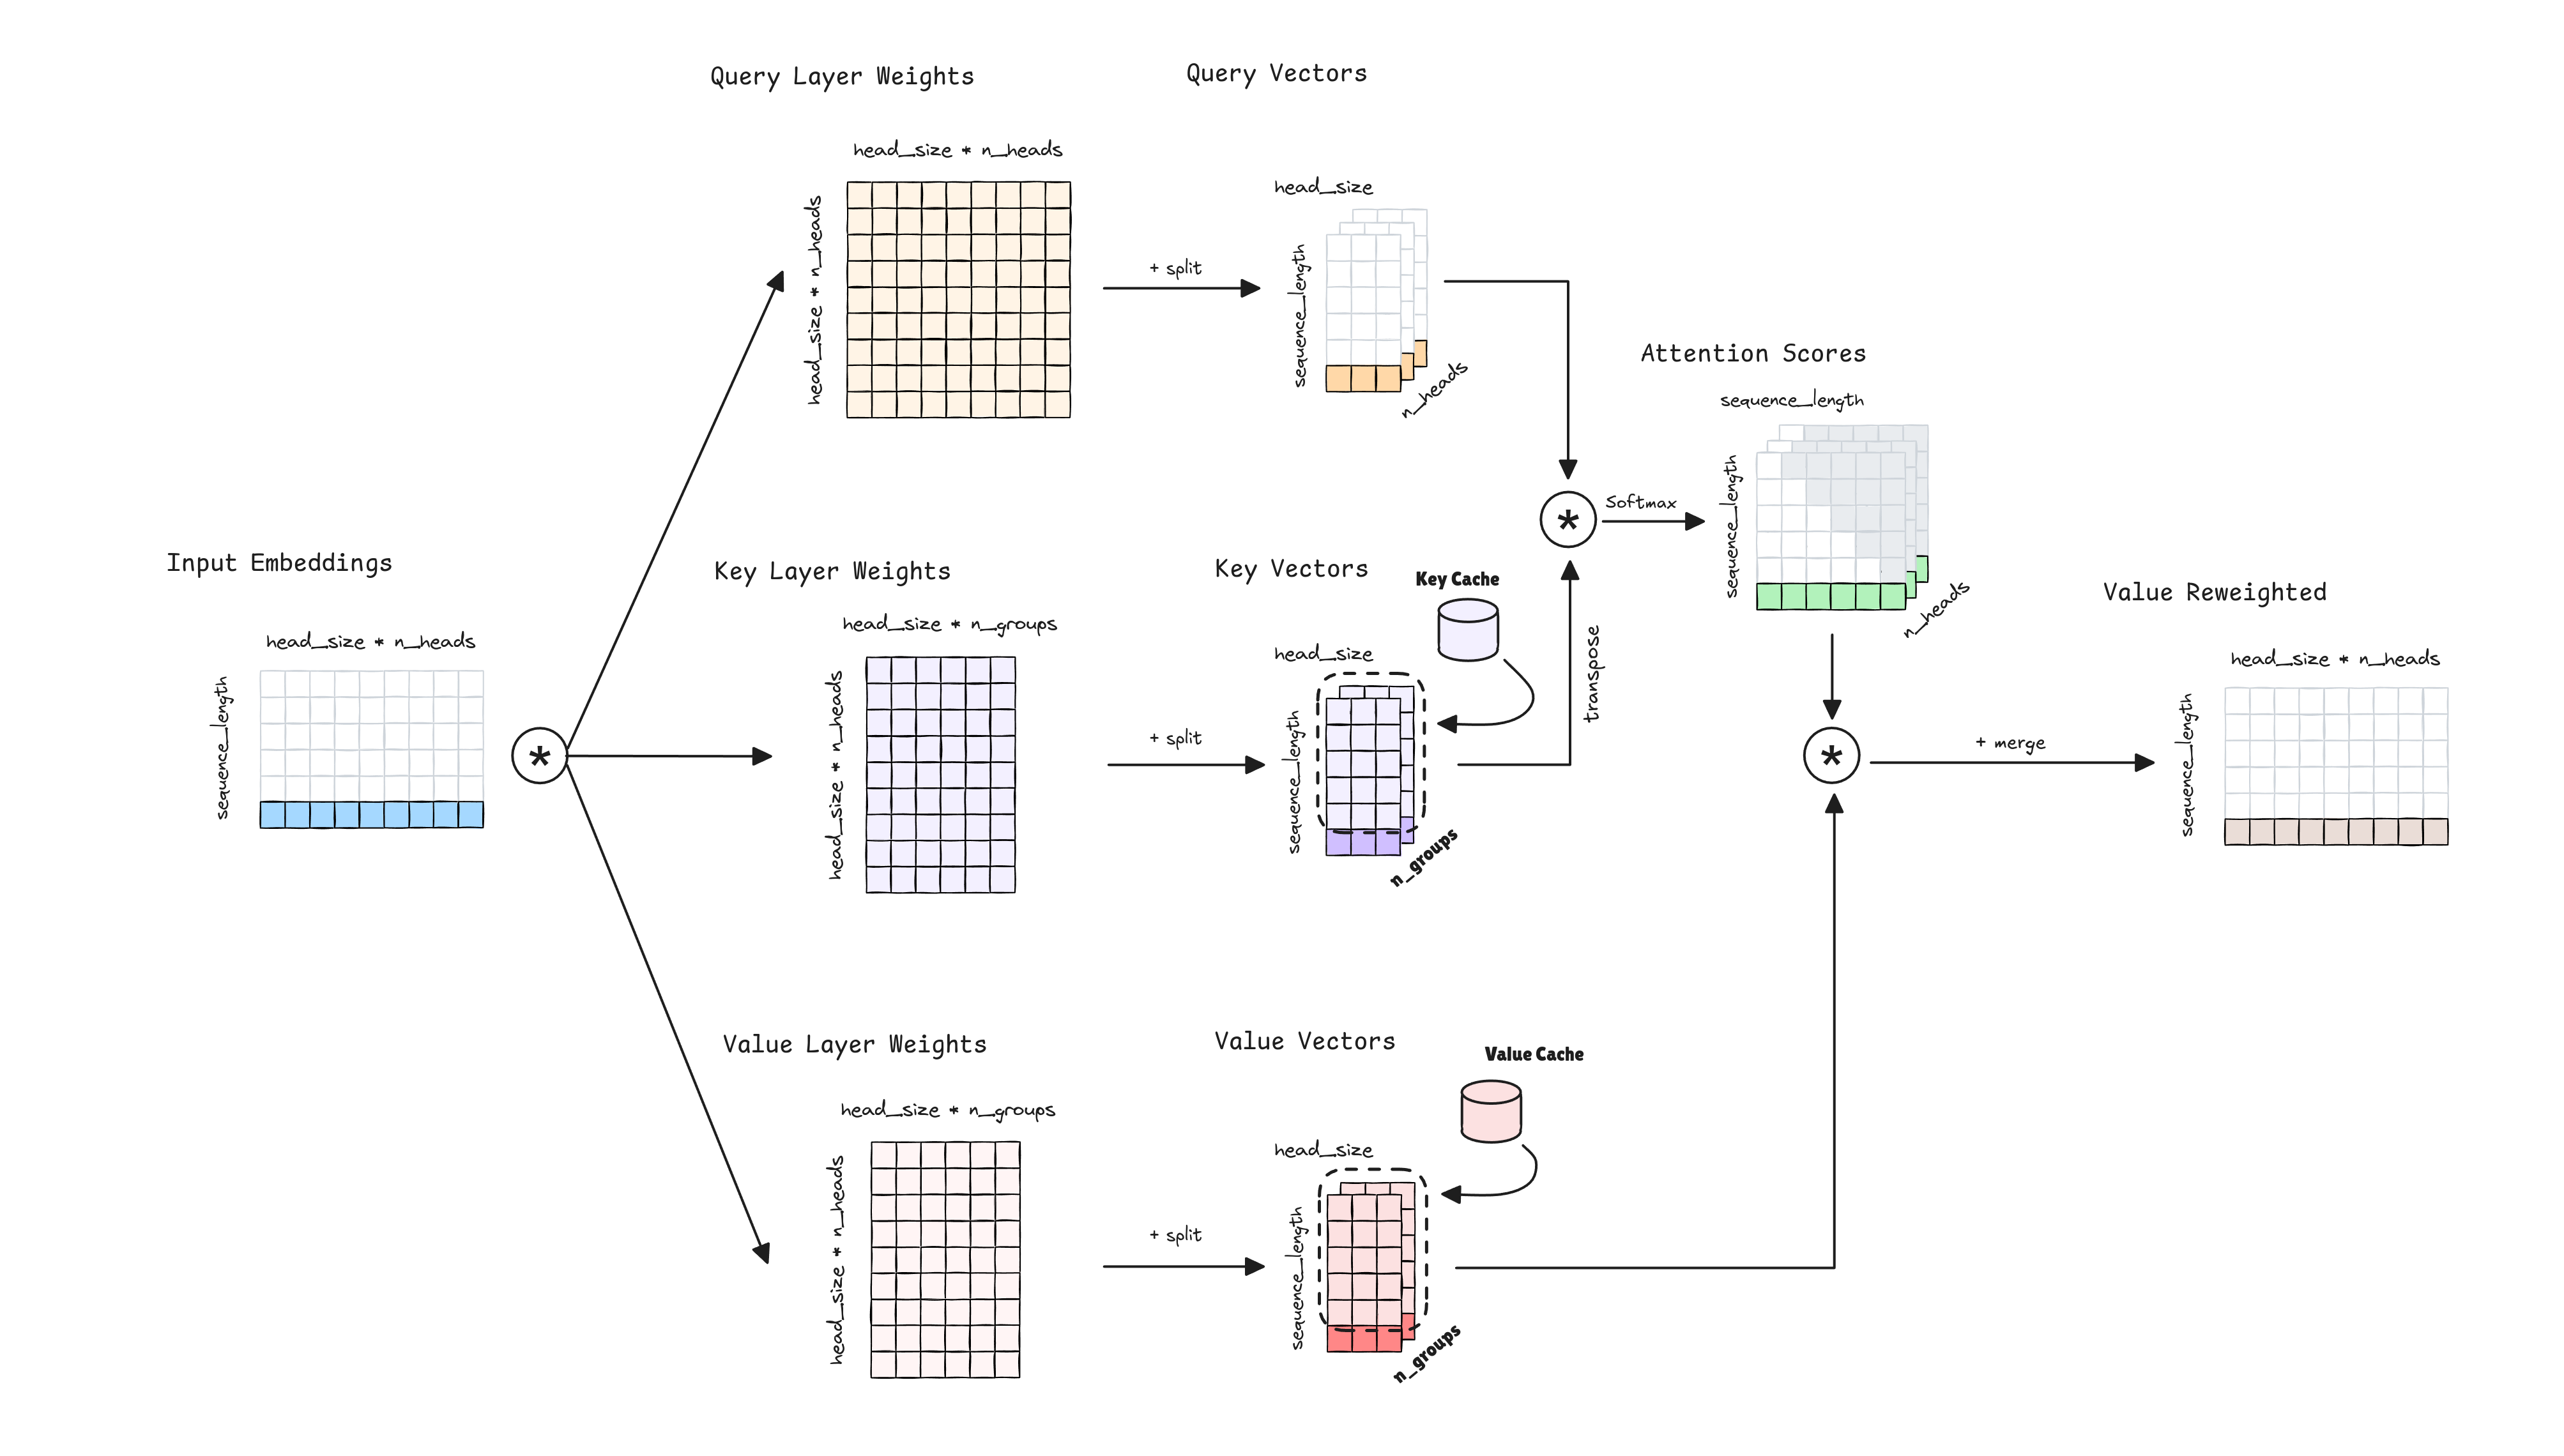 Query Layer Weights
Query Vectors
head_size * n_heads
head_size * n_heads
+ split
head_size
sequence_length
n_heads
Attention Scores
sequence_length
sequence_length
n_heads
Softmax
*
Input Embeddings
head_size * n_heads
sequence_length
*
Key Layer Weights
head_size * n_groups
head_size * n_heads
+ split
Key Vectors
Key Cache
head_size
sequence_length
n_groups
transpose
*
+ merge
Value Reweighted
head_size * n_heads
sequence_length
Value Layer Weights
head_size * n_groups
head_size * n_heads
+ split
Value Vectors
Value Cache
head_size
sequence_length
n_groups